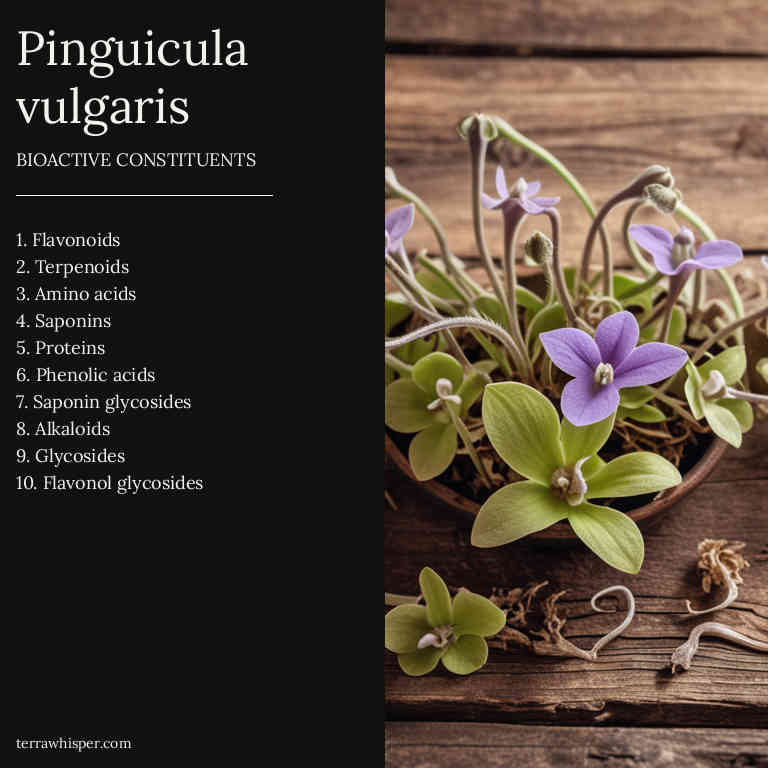 Pinguicula
vulgaris
BIOACTIVE CONSTITUENTS
1. Flavonoids
2. Terpenoids
3. Amino acids
4. Saponins
5. Proteins
6. Phenolic acids
7. Saponin glycosides
8. Alkaloids
9. Glycosides
10. Flavonol glycosides
terrawhisper.com